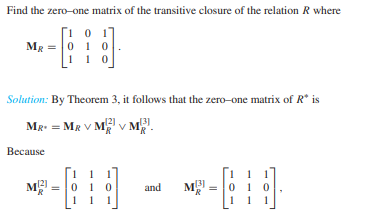 Find the zero–one matrix of the transitive closure of the relation R where
M_R = [1 0 1
0 1 0
1 1 0].
Solution: By Theorem 3, it follows that the zero–one matrix of R* is
M_R* = M_R ∨ M_R^[2] ∨ M_R^[3].
Because
M_R^[2] = [1 1 1
0 1 0
1 1 1] and M_R^[3] = [1 1 1
0 1 0
1 1 1],